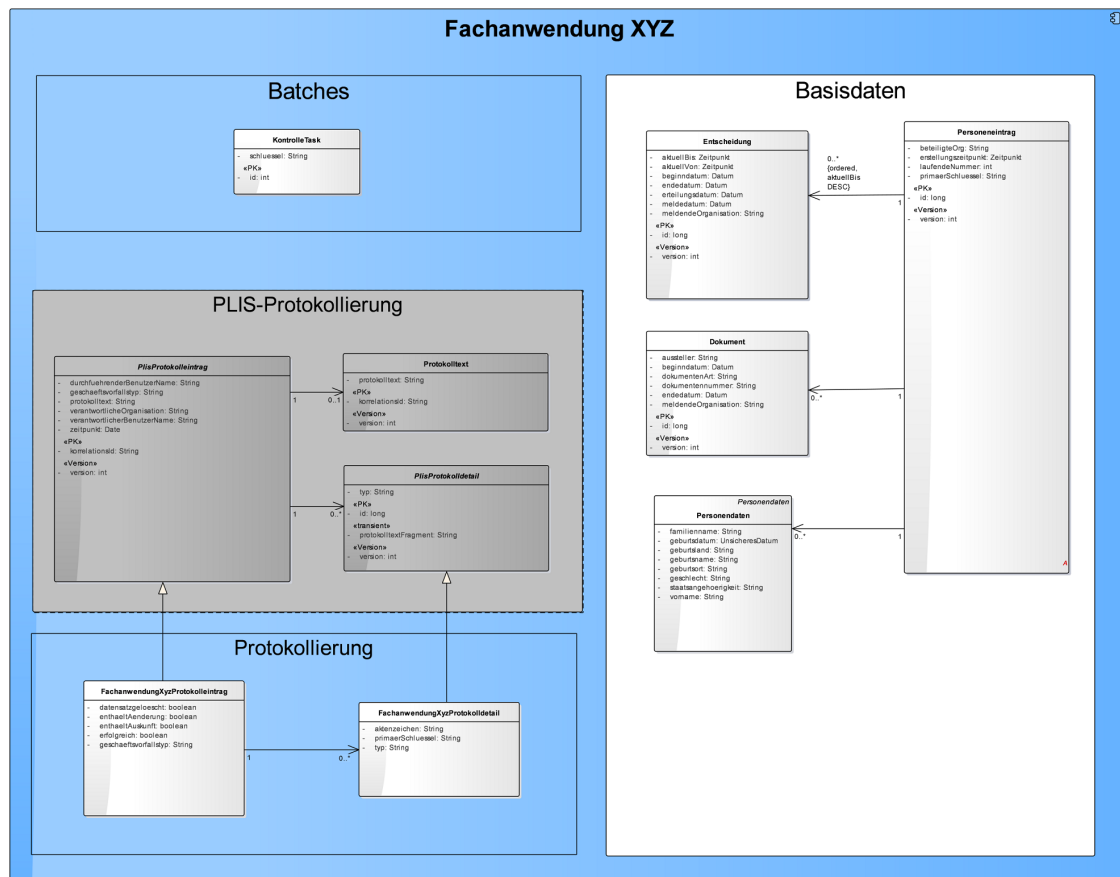 Fachanwendung XYZ
Batches
KontrolleTask
- schluessel: String
«PK»
- id: int
PLIS-Protokollierung
PlisProtokolleintrag
- durchfuehrenderBenutzerName: String
- geschaeftsvorfallstyp: String
- protokolltext: String
- verantwortlicheOrganisation: String
- verantwortlicherBenutzerName: String
- zeitpunkt: Date
«PK»
- korrelationsId: String
«Version»
- version: int
1
0..1
Protokolltext
- protokolltext: String
«PK»
- korrelationsId: String
«Version»
- version: int
1
0..*
PlisProtokolldetail
- typ: String
«PK»
- id: long
«transient»
- protokolltextFragment: String
«Version»
- version: int
Protokollierung
FachanwendungXyzProtokolleintrag
- datensatzgeloescht: boolean
- enthaeltAenderung: boolean
- enthaeltAuskunft: boolean
- erfolgreich: boolean
- geschaeftsvorfallstyp: String
1
0..*
FachanwendungXyzProtokolldetail
- aktenzeichen: String
- primaerSchluessel: String
- typ: String
Basisdaten
Entscheidung
- aktuellBis: Zeitpunkt
- aktuellVon: Zeitpunkt
- beginndatum: Datum
- endedatum: Datum
- erteilungsdatum: Datum
- meldedatum: Datum
- meldendeOrganisation: String
«PK»
- id: long
«Version»
- version: int
0..*
{ordered,
aktuellBis
DESC}
1
Personeneintrag
- beteiligteOrg: String
- erstellungszeitpunkt: Zeitpunkt
- laufendeNummer: int
- primaerSchluessel: String
«PK»
- id: long
«Version»
- version: int
A
Dokument
- aussteller: String
- beginndatum: Datum
- dokumentenArt: String
- dokumentennummer: String
- endedatum: Datum
- meldendeOrganisation: String
«PK»
- id: long
«Version»
- version: int
0..*
1
Personendaten
Personendaten
- familienname: String
- geburtsdatum: UnsicheresDatum
- geburtsland: String
- geburtsname: String
- geburtsort: String
- geschlecht: String
- staatsangehoengkeit: String
- vorname: String
0..*
1